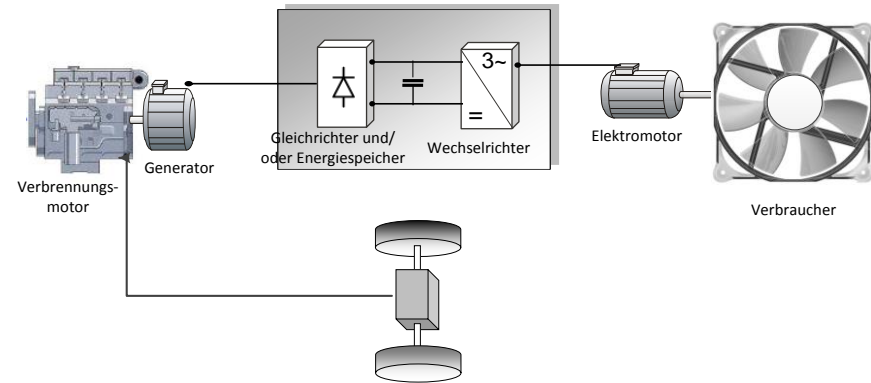 3~
=
Gleichrichter und/
oder Energiespeicher
Wechselrichter
Elektromotor
Generator
Verbrennungs-
motor
Verbraucher